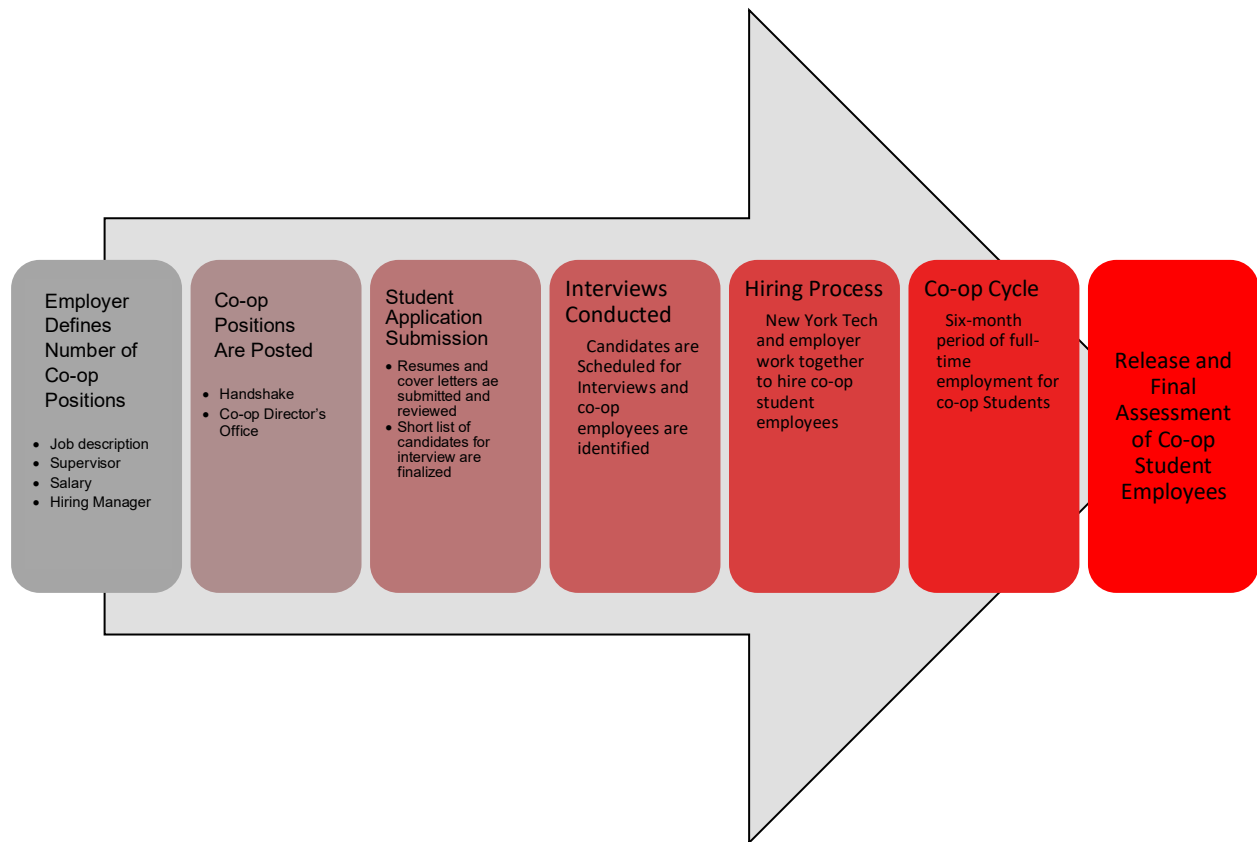 Employer
Defines
Number of
Co-op
Positions
• Job description
• Supervisor
• Salary
• Hiring Manager
Co-op
Positions
Are Posted
• Handshake
• Co-op Director's
Office
Student
Application
Submission
• Resumes and
cover letters ae
submitted and
reviewed
• Short list of
candidates for
interview are
finalized
Interviews
Conducted
Candidates are
Scheduled for
Interviews and
co-op
employees are
identified
Hiring Process
New York Tech
and employer
work together
to hire co-op
student
employees
Co-op Cycle
Six-month
period of full-
time
employment for
co-op Students
Release and
Final
Assessment
of Co-op
Student
Employees